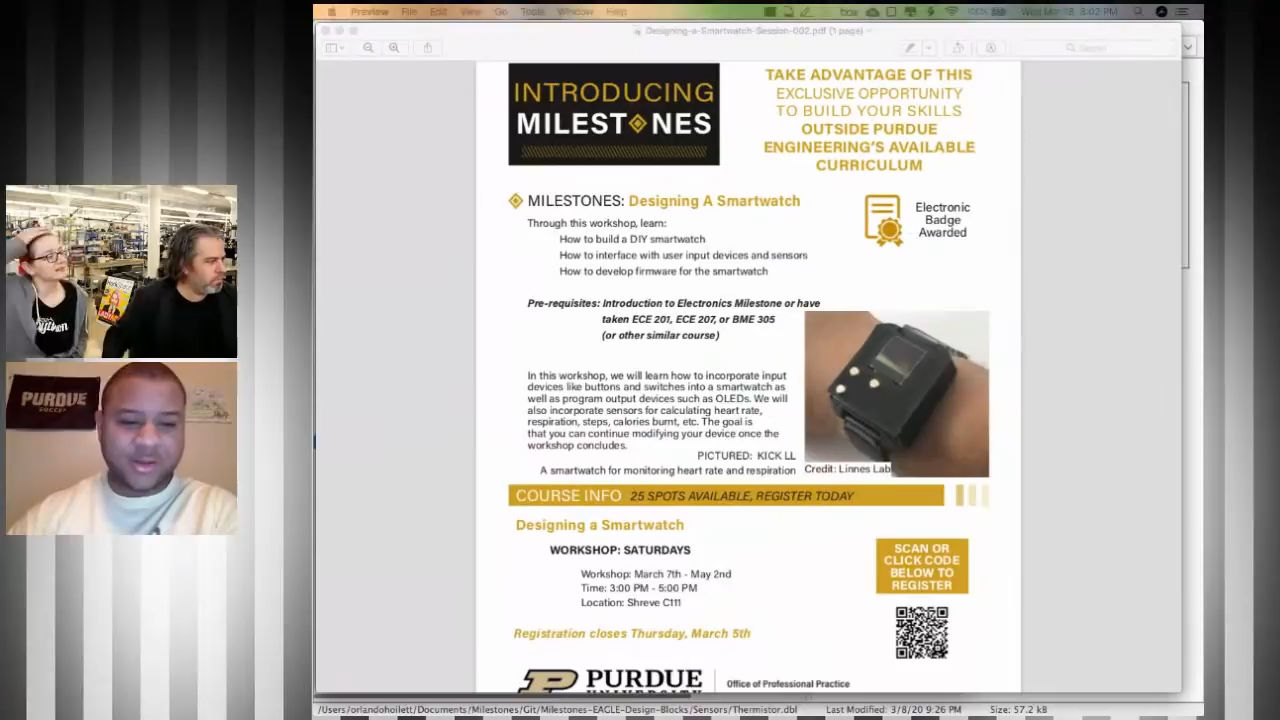 Preview File Edit View Go Tools Window Help
box 100% Wed Mar 18 3:02 PM
Designing-a-Smartwatch-Session-002.pdf (1 page)
Search
INTRODUCING
MILESTONES
TAKE ADVANTAGE OF THIS
EXCLUSIVE OPPORTUNITY
TO BUILD YOUR SKILLS
OUTSIDE PURDUE
ENGINEERING'S AVAILABLE
CURRICULUM
MILESTONES: Designing A Smartwatch
Through this workshop, learn:
How to build a DIY smartwatch
How to interface with user input devices and sensors
How to develop firmware for the smartwatch
Electronic
Badge
Awarded
Pre-requisites: Introduction to Electronics Milestone or have
taken ECE 201, ECE 207, or BME 305
(or other similar course)
In this workshop, we will learn how to incorporate input
devices like buttons and switches into a smartwatch as
well as program output devices such as OLEDs. We will
also incorporate sensors for calculating heart rate,
respiration, steps, calories burnt, etc. The goal is
that you can continue modifying your device once the
workshop concludes.
PICTURED: KICK LL
A smartwatch for monitoring heart rate and respiration
Credit: Linnes Lab
COURSE INFO 25 SPOTS AVAILABLE, REGISTER TODAY
Designing a Smartwatch
WORKSHOP: SATURDAYS
Workshop: March 7th - May 2nd
Time: 3:00 PM - 5:00 PM
Location: Shreve C111
SCAN OR
CLICK CODE
BELOW TO
REGISTER
Registration closes Thursday, March 5th
PURDUE
UNIVERSITY
Office of Professional Practice
/Users/orlandohoilett/Documents/Milestones/Git/Milestones-EAGLE-Design-Blocks/Sensors/Thermistor.dbl Last Modified: 3/8/20 9:26 PM Size: 57.2 kB
PURDUE
SOCCER